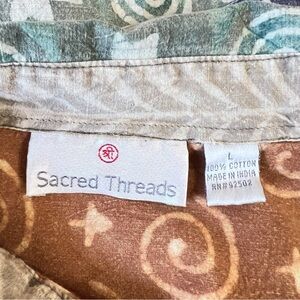 श्री
Sacred Threads
L
100% COTTON
MADE IN INDIA
RN#92502